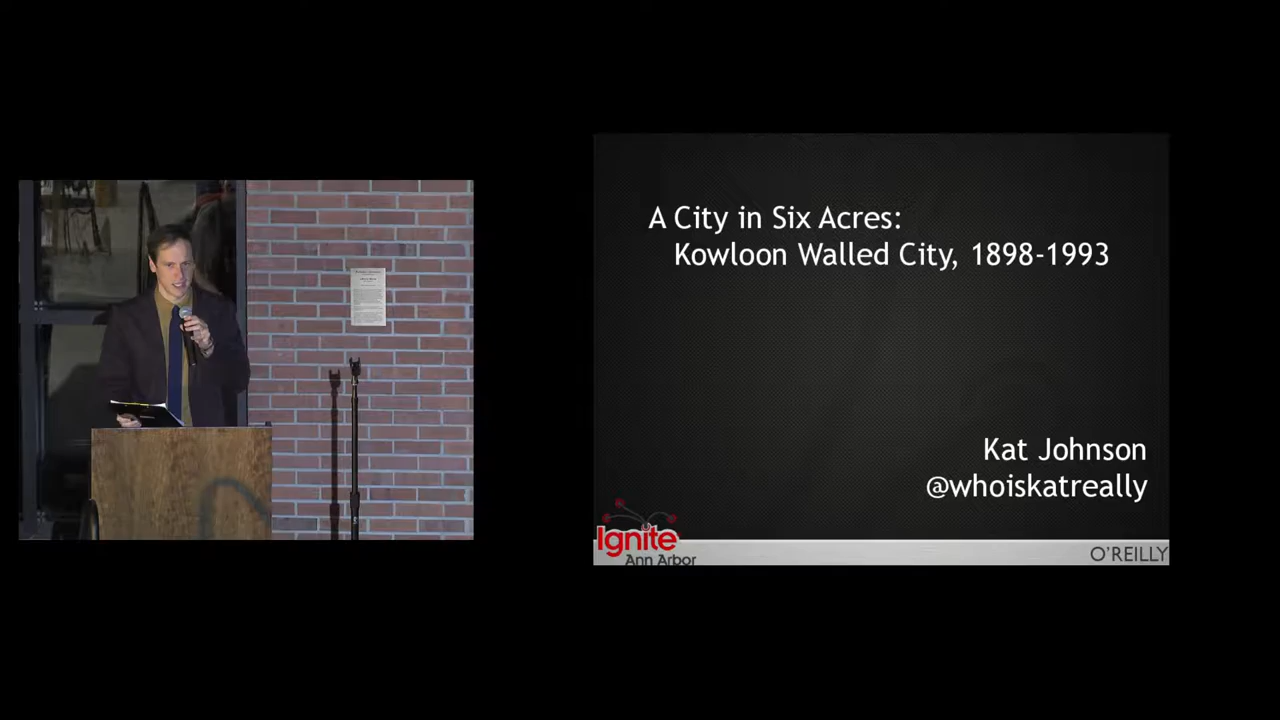 A City in Six Acres:
Kowloon Walled City, 1898-1993
Kat Johnson
@whoiskatreally
Ignite
Ann Arbor
O'REILLY